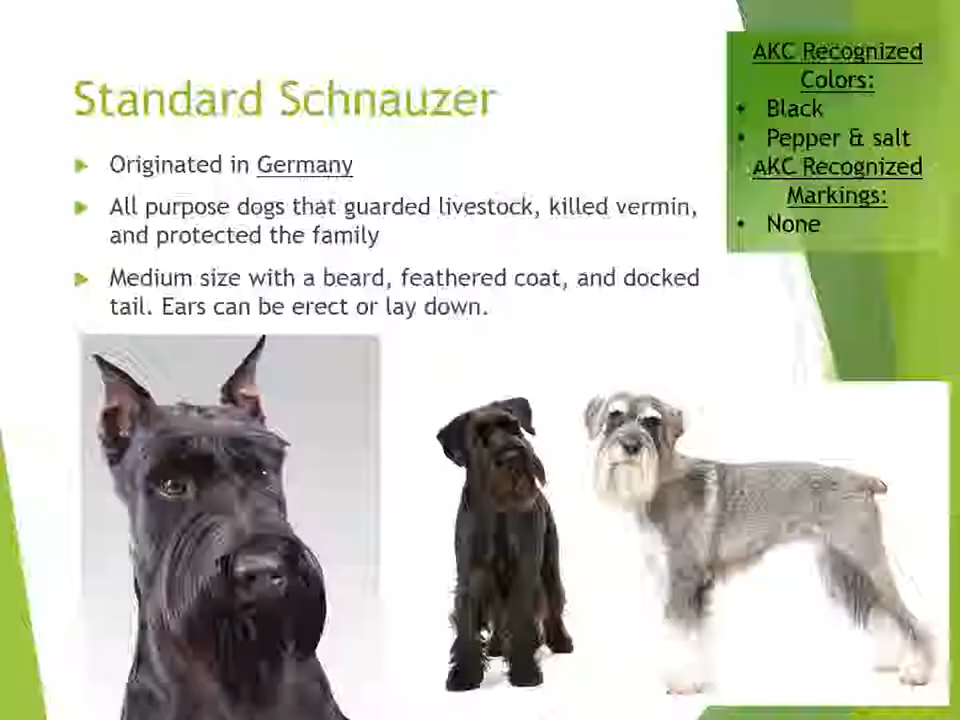 Standard Schnauzer
Originated in Germany
All purpose dogs that guarded livestock, killed vermin,
and protected the family
Medium size with a beard, feathered coat, and docked
tail. Ears can be erect or lay down.
AKC Recognized
Colors:
• Black
• Pepper & salt
AKC Recognized
Markings:
• None